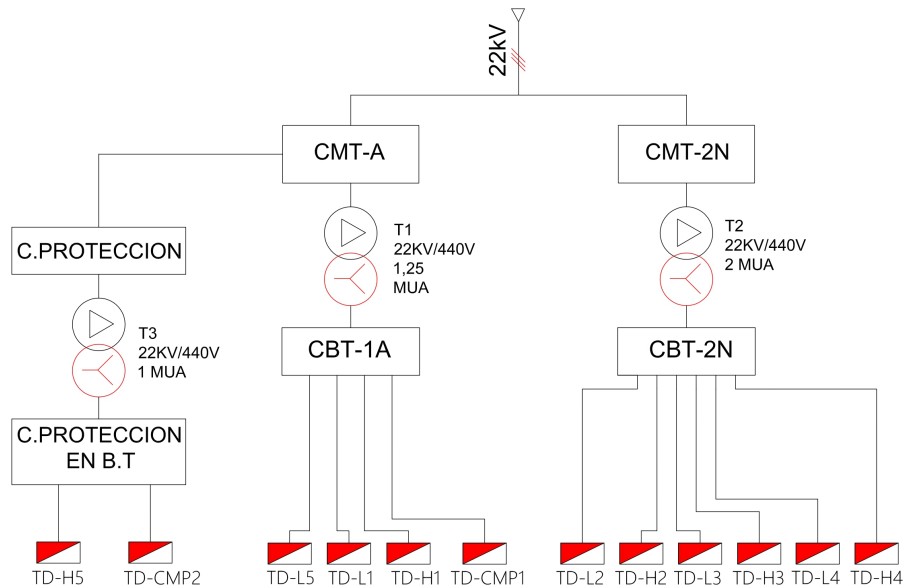 22kV
CMT-A
CMT-2N
C.PROTECCION
T1
22KV/440V
1,25
MUA
T2
22KV/440V
2 MUA
T3
22KV/440V
1 MUA
CBT-1A
CBT-2N
C.PROTECCION
EN B.T
TD-H5
TD-CMP2
TD-L5
TD-L1
TD-H1
TD-CMP1
TD-L2
TD-H2
TD-L3
TD-H3
TD-L4
TD-H4